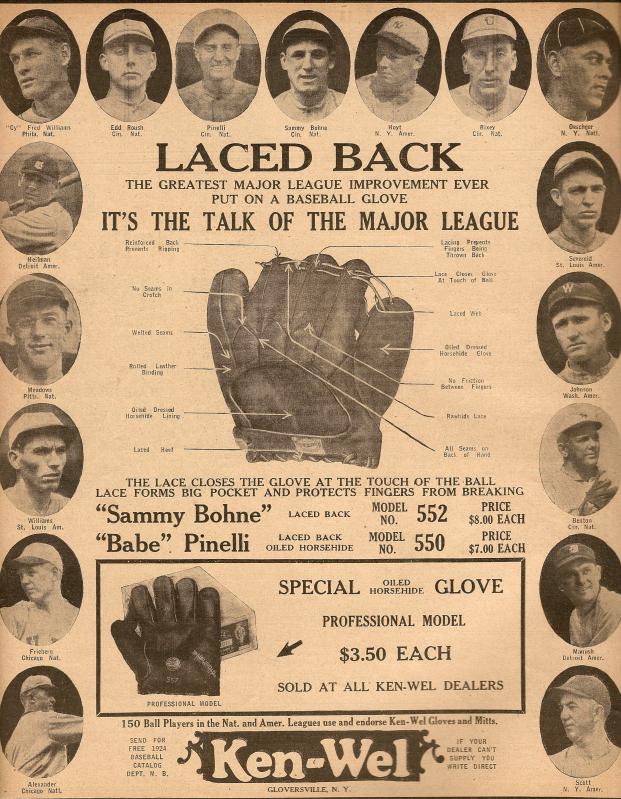 "Cy" Fred Williams
Phila. Nat.
Edd Roush
Cin. Nat.
Pinelli
Cin. Nat.
Sammy Bohne
Cin. Nat.
Hoyt
N. Y. Amer.
Rixey
Cin. Nat.
Oeschger
N. Y. Natl.
LACED BACK
THE GREATEST MAJOR LEAGUE IMPROVEMENT EVER
PUT ON A BASEBALL GLOVE
IT'S THE TALK OF THE MAJOR LEAGUE
Heilman
Detroit Amer.
Severeid
St. Louis Amer.
Reinforced Back
Prevents Ripping
Lacing Prevents
Fingers Being
Thrown Back
No Seams in
Crotch
Lace Closes Glove
At Touch of Ball
Laced Web
Welted Seams
Oiled Dressed
Horsehide Glove
Rolled Leather
Binding
No Friction
Between Fingers
Oiled Dressed
Horsehide Lining
Rawhide Lace
Laced Heel
All Seams on
Back of Hand
Meadows
Pitts. Nat.
Johnson
Wash. Amer.
THE LACE CLOSES THE GLOVE AT THE TOUCH OF THE BALL
LACE FORMS BIG POCKET AND PROTECTS FINGERS FROM BREAKING
"Sammy Bohne" LACED BACK MODEL NO. 552 PRICE $8.00 EACH
"Babe" Pinelli LACED BACK OILED HORSEHIDE MODEL NO. 550 PRICE $7.00 EACH
Williams
St. Louis Am.
Benton
Cin. Nat.
SPECIAL OILED HORSEHIDE GLOVE
PROFESSIONAL MODEL
$3.50 EACH
SOLD AT ALL KEN-WEL DEALERS
PROFESSIONAL MODEL
Frieberg
Chicago Nat.
Manush
Detroit Amer.
150 Ball Players in the Nat. and Amer. Leagues use and endorse Ken-Wel Gloves and Mitts.
SEND FOR
FREE 1924
BASEBALL
CATALOG
DEPT. N. B.
Ken-Wel
GLOVERSVILLE, N. Y.
IF YOUR
DEALER CAN'T
SUPPLY YOU
WRITE DIRECT
Alexander
Chicago Natl.
Scott
N. Y. Amer.